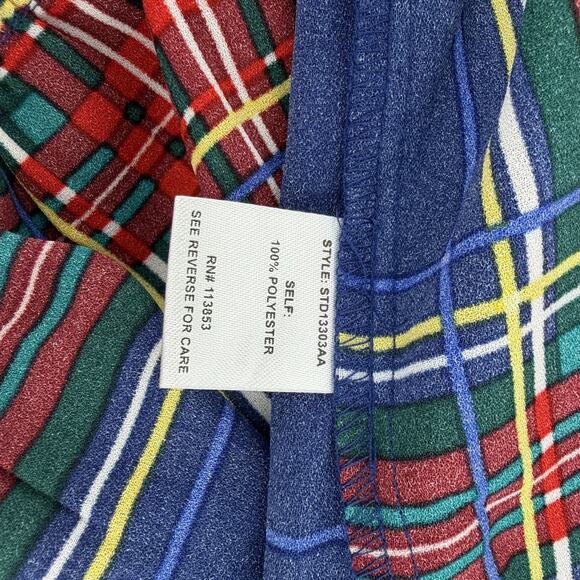 STYLE: STD13303AA
SELF:
100% POLYESTER
RN# 113853
SEE REVERSE FOR CARE